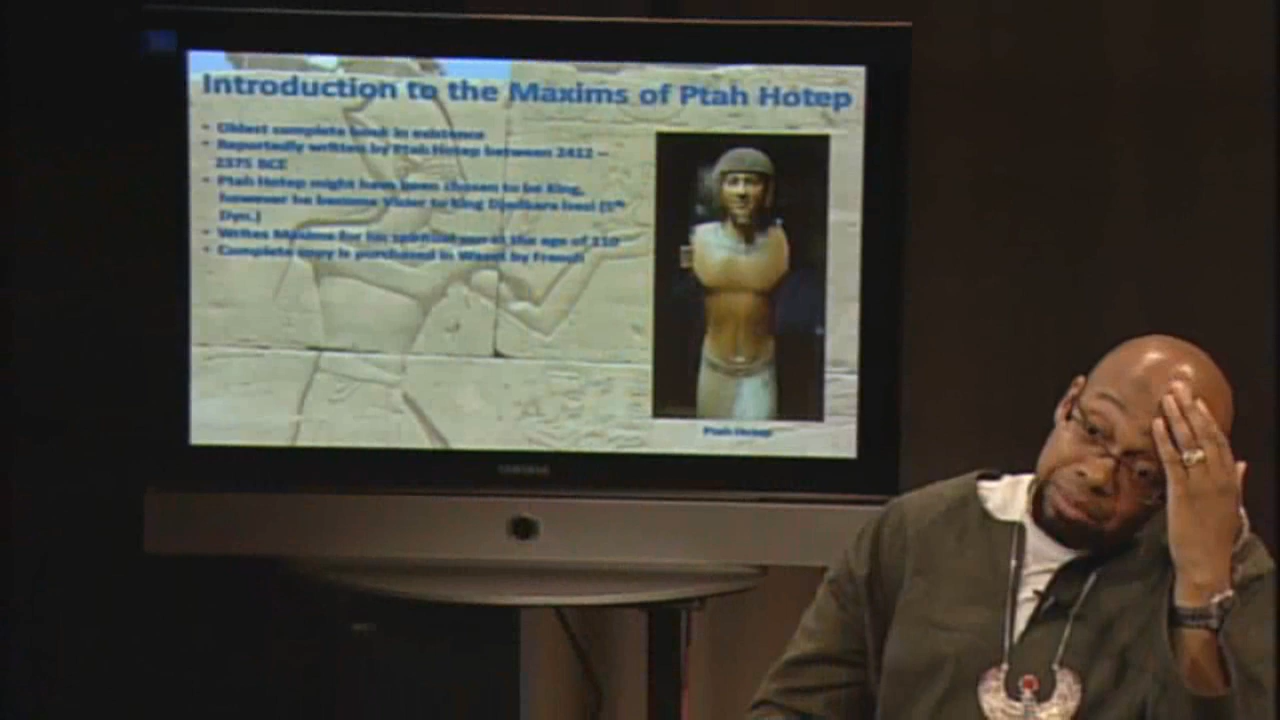 Introduction to the Maxims of Ptah Hotep
• Oldest complete book in existence
• Reportedly written by Ptah Hotep between 2412 –
2375 BCE
• Ptah Hotep might have been chosen to be King,
however he became Vizier to King Djedkare Isesi (5th
Dyn.)
• Writes Maxims for his spiritual son at the age of 110
• Complete copy is purchased in Waset by French
Ptah Hotep
SAMSUNG